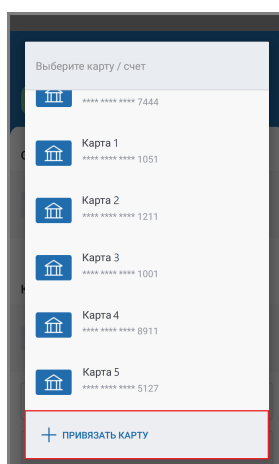 Выберите карту / счет
**** **** **** 7444
Карта 1
**** **** **** 1051
Карта 2
**** **** **** 1211
Карта 3
**** **** **** 1001
Карта 4
**** **** **** 8911
Карта 5
**** **** **** 5127
ПРИВЯЗАТЬ КАРТУ